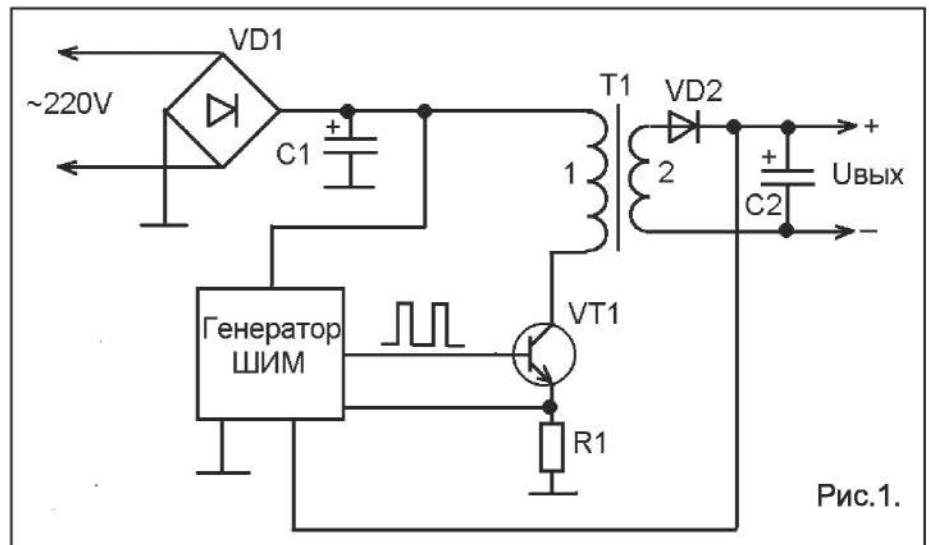 VD1
T1
VD2
~220V
+
C1
1
2
+
+
C2
Uвых
−
Генератор
ШИМ
VT1
R1
Рис.1.